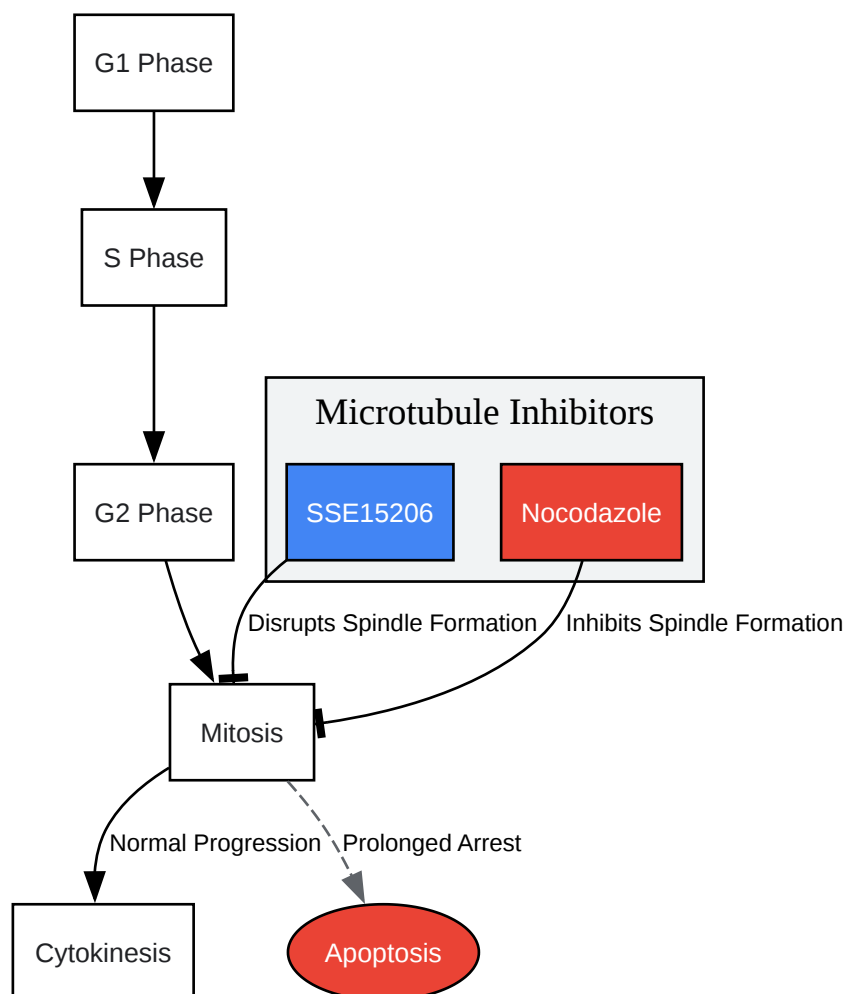 G1 Phase
S Phase
Microtubule Inhibitors
G2 Phase
SSE15206
Nocodazole
Disrupts Spindle Formation
Inhibits Spindle Formation
Mitosis
Normal Progression
Prolonged Arrest
Cytokinesis
Apoptosis